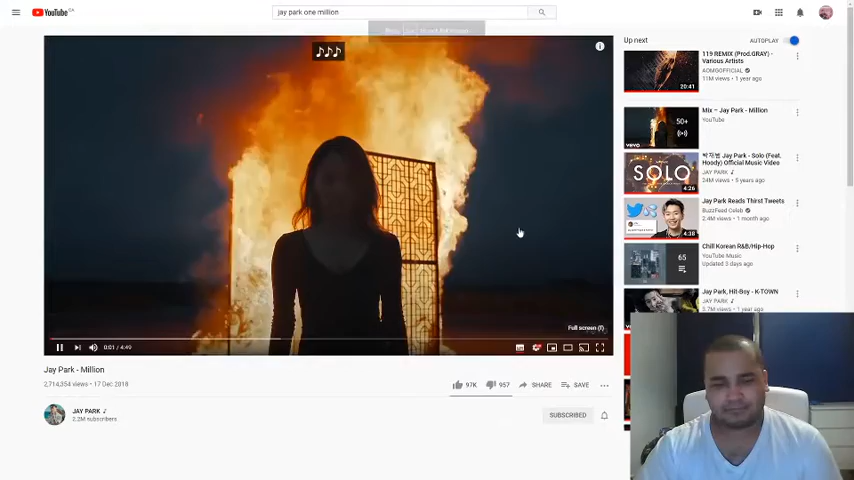 YouTube CA
jay park one million
♪♪♪
Full screen (f)
0:01 / 4:49
Jay Park - Million
2,714,354 views • 17 Dec 2018
97K
957
SHARE
SAVE
JAY PARK ♪
2.2M subscribers
SUBSCRIBED
Up next
AUTOPLAY
20:41
119 REMIX (Prod.GRAY) -
Various Artists
AOMGOFFICIAL
11M views • 1 year ago
50+
vevo
Mix – Jay Park - Million
YouTube
SOLO
4:26
박재범 Jay Park - Solo (Feat.
Hoody) Official Music Video
JAY PARK ♪
24M views • 5 years ago
4:38
Jay Park Reads Thirst Tweets
BuzzFeed Celeb
2.4M views • 1 month ago
65
Chill Korean R&B/Hip-Hop
YouTube Music
Updated 3 days ago
Jay Park, Hit-Boy - K-TOWN
JAY PARK ♪